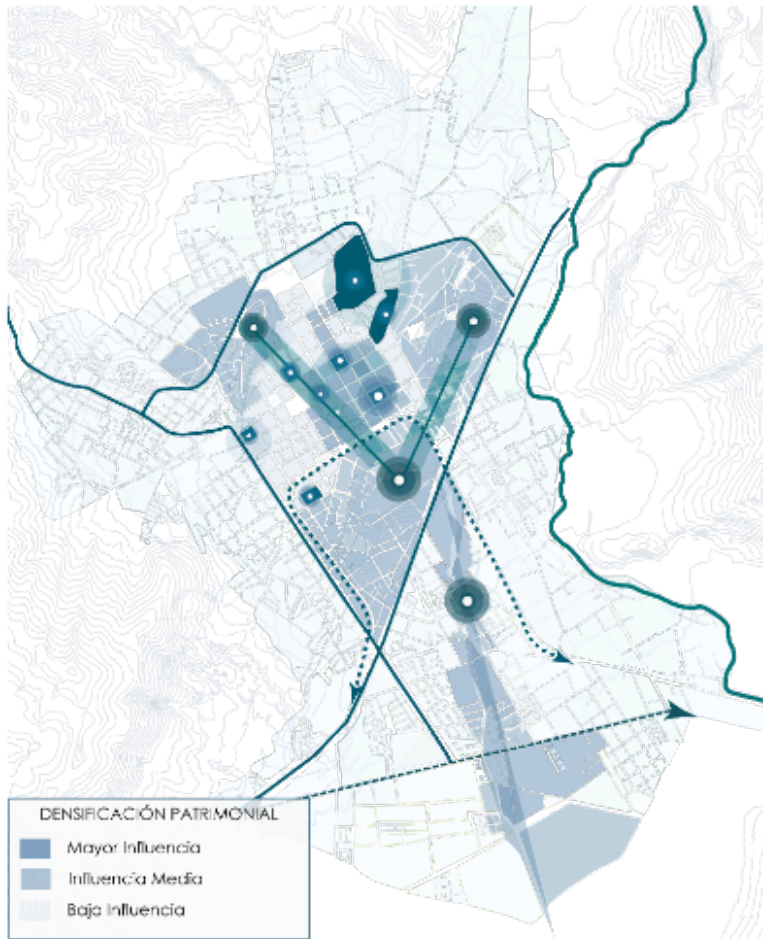 DENSIFICACIÓN PATRIMONIAL
Mayor Influencia
Influencia Media
Baja Influencia